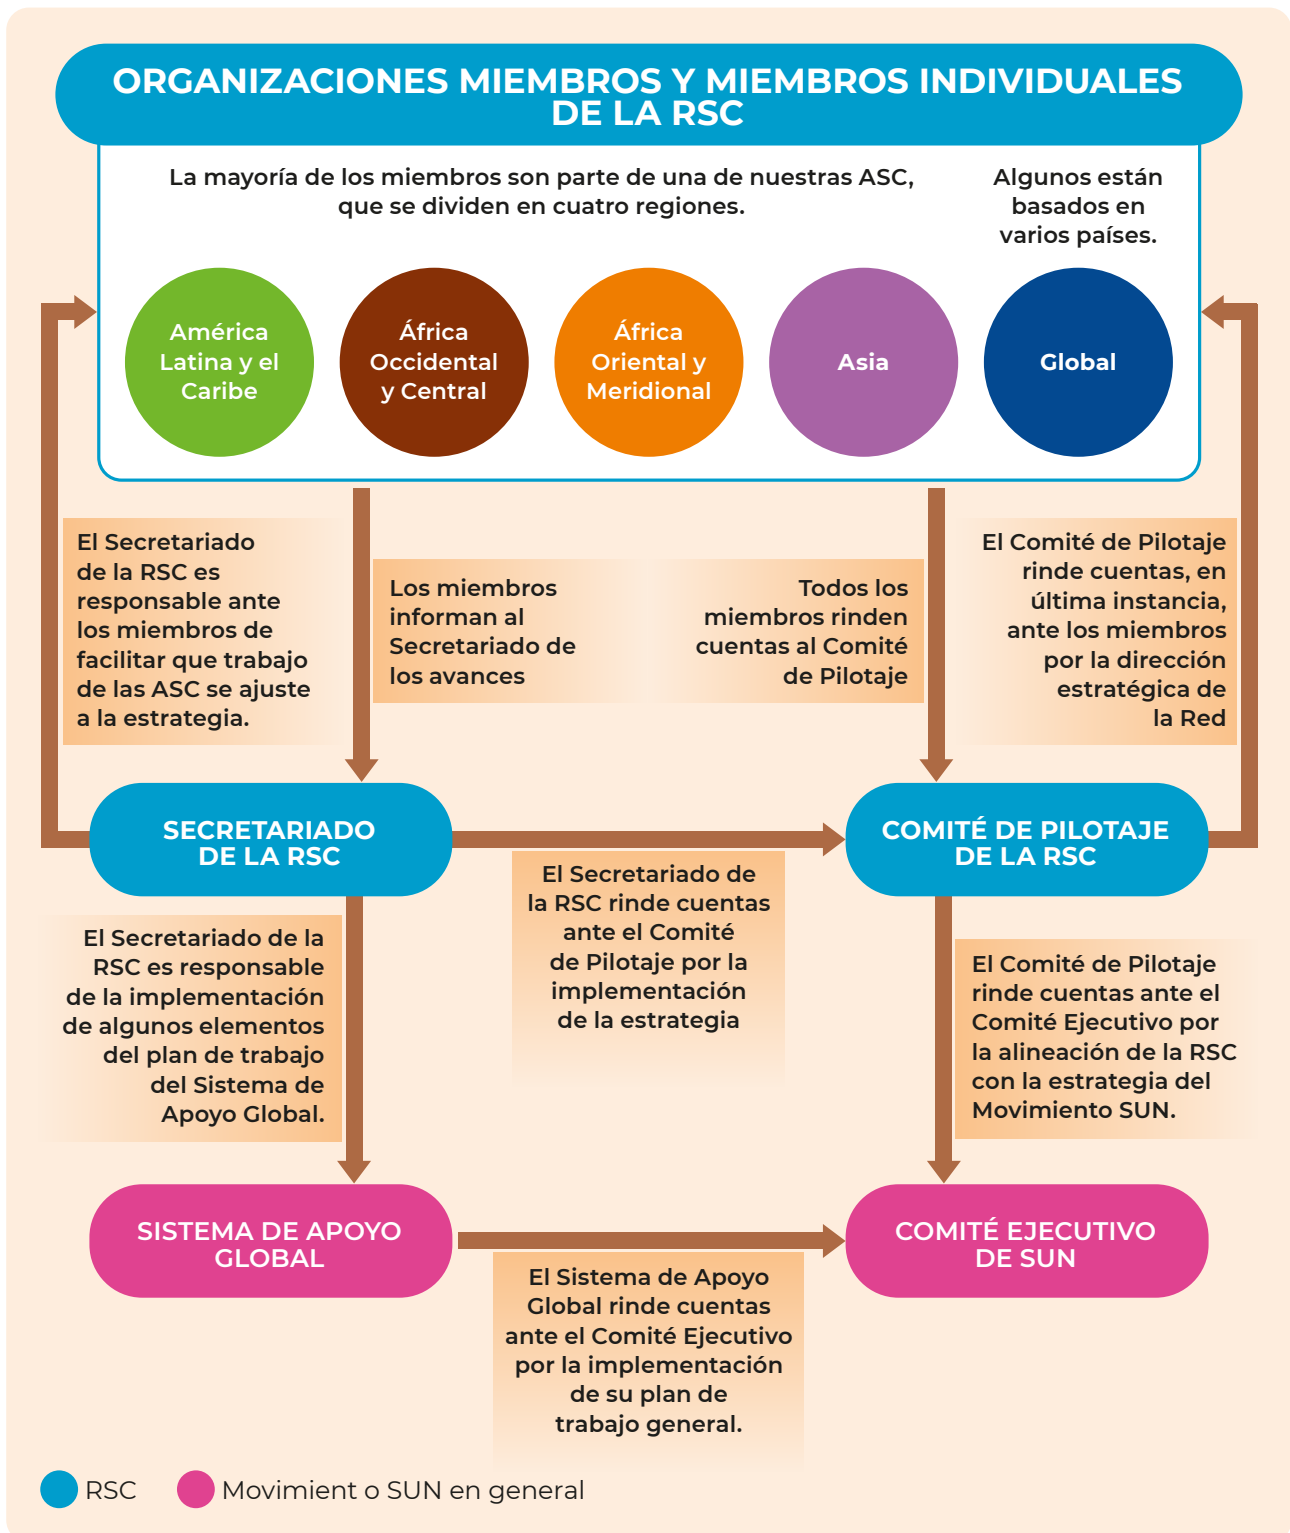 ORGANIZACIONES MIEMBROS Y MIEMBROS INDIVIDUALES
DE LA RSC
La mayoría de los miembros son parte de una de nuestras ASC,
que se dividen en cuatro regiones.
Algunos están
basados en
varios países.
América
Latina y el
Caribe
África
Occidental
y Central
África
Oriental y
Meridional
Asia
Global
El Secretariado
de la RSC es
responsable ante
los miembros de
facilitar que trabajo
de las ASC se ajuste
a la estrategia.
Los miembros
informan al
Secretariado de
los avances
Todos los
miembros rinden
cuentas al Comité
de Pilotaje
El Comité de Pilotaje
rinde cuentas, en
última instancia,
ante los miembros
por la dirección
estratégica de
la Red
SECRETARIADO
DE LA RSC
COMITÉ DE PILOTAJE
DE LA RSC
El Secretariado de
la RSC rinde cuentas
ante el Comité
de Pilotaje por la
implementación
de la estrategia
El Secretariado de la
RSC es responsable
de la implementación
de algunos elementos
del plan de trabajo
del Sistema de
Apoyo Global.
El Comité de Pilotaje
rinde cuentas ante el
Comité Ejecutivo por
la alineación de la RSC
con la estrategia del
Movimiento SUN.
SISTEMA DE APOYO
GLOBAL
COMITÉ EJECUTIVO
DE SUN
El Sistema de Apoyo
Global rinde cuentas
ante el Comité Ejecutivo
por la implementación
de su plan de
trabajo general.
RSC
Movimient o SUN en general